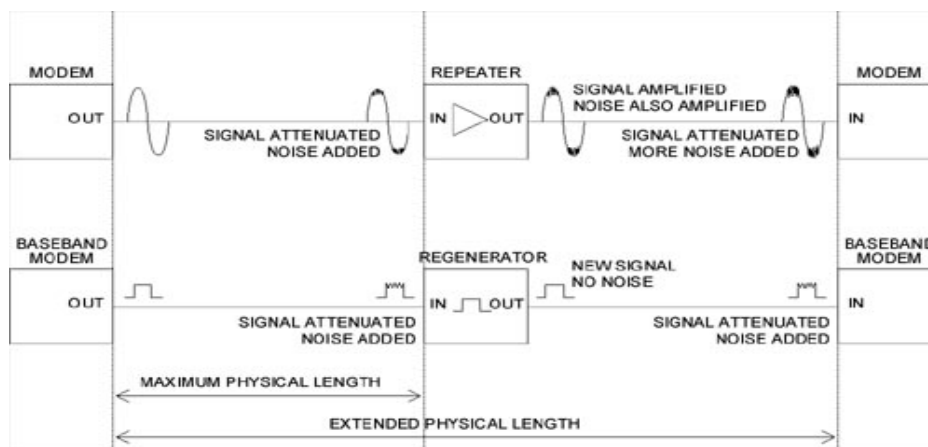 MODEM
OUT
SIGNAL ATTENUATED
NOISE ADDED
REPEATER
IN OUT
SIGNAL AMPLIFIED
NOISE ALSO AMPLIFIED
SIGNAL ATTENUATED
MORE NOISE ADDED
MODEM
IN
BASEBAND
MODEM
OUT
SIGNAL ATTENUATED
NOISE ADDED
REGENERATOR
IN OUT
NEW SIGNAL
NO NOISE
SIGNAL ATTENUATED
NOISE ADDED
BASEBAND
MODEM
IN
MAXIMUM PHYSICAL LENGTH
EXTENDED PHYSICAL LENGTH